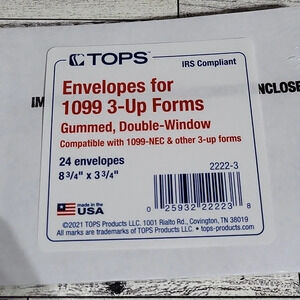 TOPS
IRS Compliant
Envelopes for
IM
ENCLOSE
1099 3-Up Forms
Gummed, Double-Window
Compatible with 1099-NEC & other 3-up forms
24 envelopes
2222-3
8 3/4" x 3 3/4"
made in the
USA
0 25932 22223 8
©2021 TOPS Products LLC. 1001 Rialto Rd., Covington, TN 38019
All marks are trademarks of TOPS Products LLC. • tops-products.com